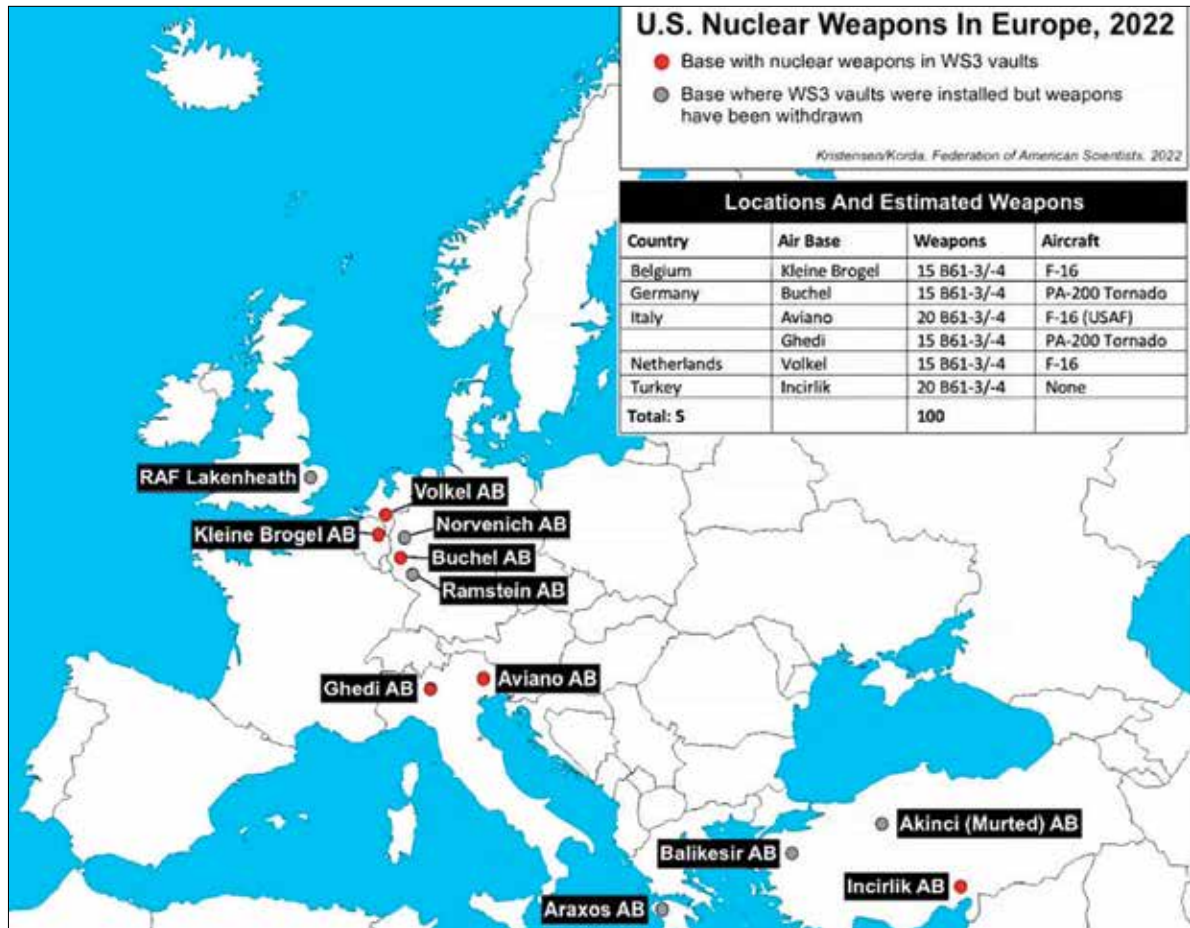 U.S. Nuclear Weapons In Europe, 2022
Base with nuclear weapons in WS3 vaults
Base where WS3 vaults were installed but weapons
have been withdrawn
Kristensen/Korda, Federation of American Scientists, 2022
Locations And Estimated Weapons
Country Air Base Weapons Aircraft
Belgium Kleine Brogel 15 B61-3/-4 F-16
Germany Buchel 15 B61-3/-4 PA-200 Tornado
Italy Aviano 20 B61-3/-4 F-16 (USAF)
Ghedi 15 B61-3/-4 PA-200 Tornado
Netherlands Volkel 15 B61-3/-4 F-16
Turkey Incirlik 20 B61-3/-4 None
Total: 5 100
RAF Lakenheath
Volkel AB
Kleine Brogel AB
Norvenich AB
Buchel AB
Ramstein AB
Ghedi AB
Aviano AB
Akinci (Murted) AB
Balikesir AB
Incirlik AB
Araxos AB